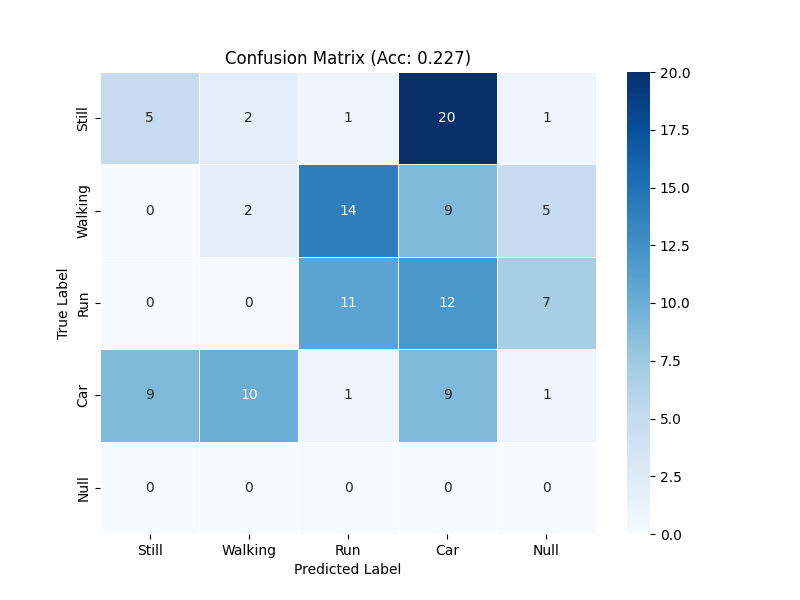 Confusion Matrix (Acc: 0.227)
True Label
Still 5 2 1 20 1
Walking 0 2 14 9 5
Run 0 0 11 12 7
Car 9 10 1 9 1
Null 0 0 0 0 0
Still Walking Run Car Null
Predicted Label
20.0
17.5
15.0
12.5
10.0
7.5
5.0
2.5
0.0